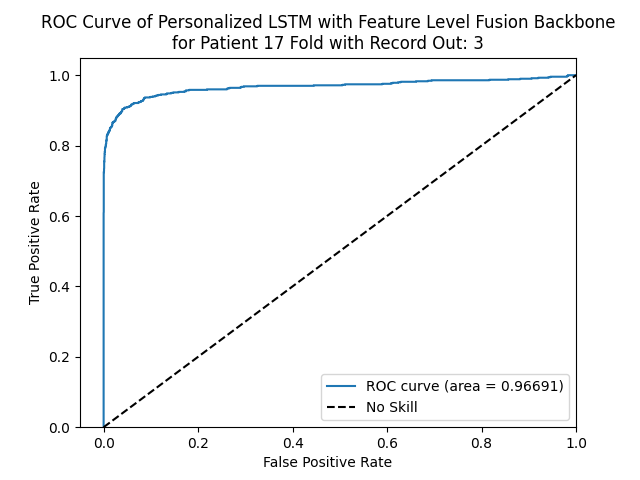 ROC Curve of Personalized LSTM with Feature Level Fusion Backbone
for Patient 17 Fold with Record Out: 3
True Positive Rate
1.0
0.8
0.6
0.4
0.2
0.0
ROC curve (area = 0.96691)
No Skill
0.0 0.2 0.4 0.6 0.8 1.0
False Positive Rate